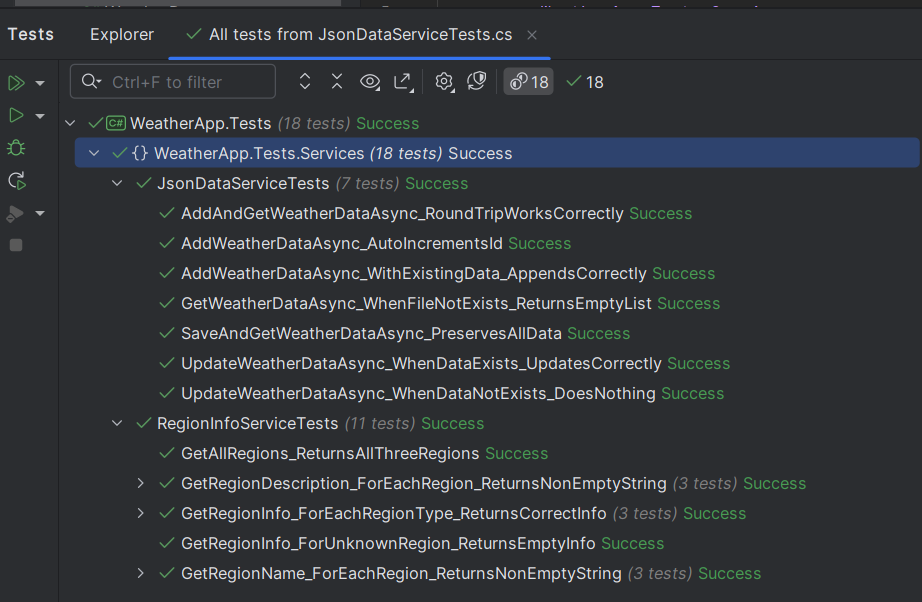 Tests Explorer All tests from JsonDataServiceTests.cs
Ctrl+F to filter 18 18
C# WeatherApp.Tests (18 tests) Success
{} WeatherApp.Tests.Services (18 tests) Success
JsonDataServiceTests (7 tests) Success
AddAndGetWeatherDataAsync_RoundTripWorksCorrectly Success
AddWeatherDataAsync_AutoIncrementsId Success
AddWeatherDataAsync_WithExistingData_AppendsCorrectly Success
GetWeatherDataAsync_WhenFileNotExists_ReturnsEmptyList Success
SaveAndGetWeatherDataAsync_PreservesAllData Success
UpdateWeatherDataAsync_WhenDataExists_UpdatesCorrectly Success
UpdateWeatherDataAsync_WhenDataNotExists_DoesNothing Success
RegionInfoServiceTests (11 tests) Success
GetAllRegions_ReturnsAllThreeRegions Success
GetRegionDescription_ForEachRegion_ReturnsNonEmptyString (3 tests) Success
GetRegionInfo_ForEachRegionType_ReturnsCorrectInfo (3 tests) Success
GetRegionInfo_ForUnknownRegion_ReturnsEmptyInfo Success
GetRegionName_ForEachRegion_ReturnsNonEmptyString (3 tests) Success